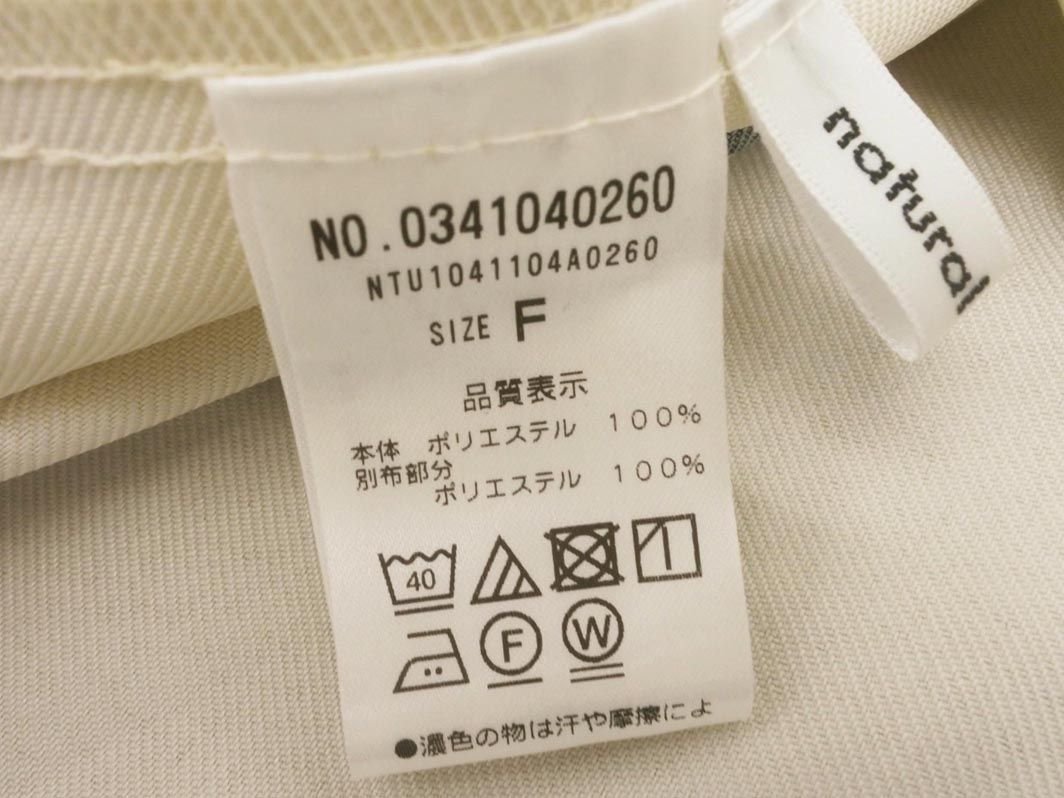 NO.0341040260
NTU1041104A0260
SIZE F
品質表示
本体 ポリエステル 100%
別布部分
ポリエステル 100%
40
F
W
●濃色の物は汗や摩擦によ
natural